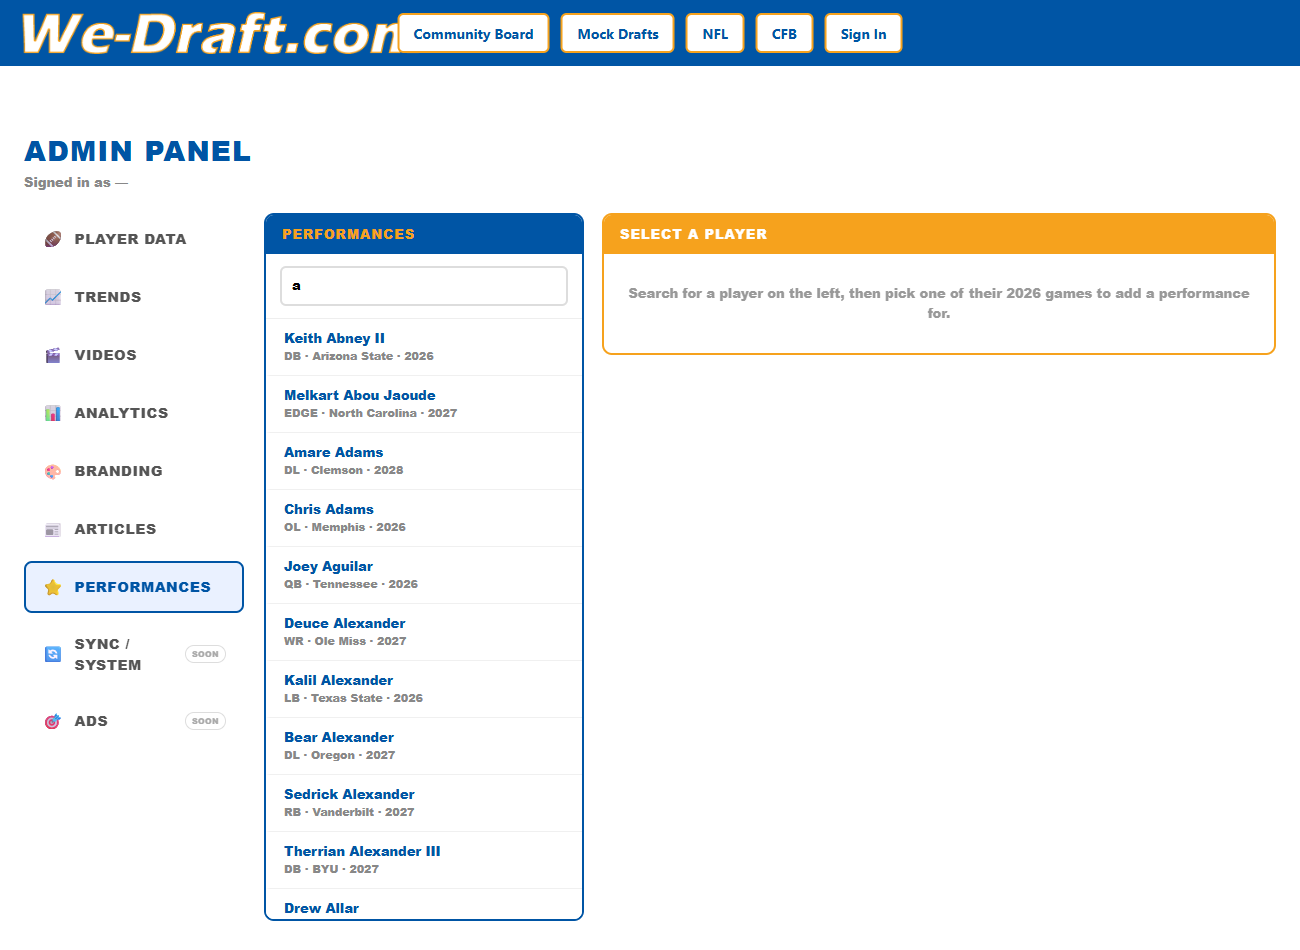 We-Draft.com
Community Board
Mock Drafts
NFL
CFB
Sign In
ADMIN PANEL
Signed in as —
PLAYER DATA
TRENDS
VIDEOS
ANALYTICS
BRANDING
ARTICLES
PERFORMANCES
SYNC /
SYSTEM
SOON
ADS
SOON
PERFORMANCES
a
Keith Abney II
DB · Arizona State · 2026
Melkart Abou Jaoude
EDGE · North Carolina · 2027
Amare Adams
DL · Clemson · 2028
Chris Adams
OL · Memphis · 2026
Joey Aguilar
QB · Tennessee · 2026
Deuce Alexander
WR · Ole Miss · 2027
Kalil Alexander
LB · Texas State · 2026
Bear Alexander
DL · Oregon · 2027
Sedrick Alexander
RB · Vanderbilt · 2027
Therrian Alexander III
DB · BYU · 2027
Drew Allar
SELECT A PLAYER
Search for a player on the left, then pick one of their 2026 games to add a performance
for.